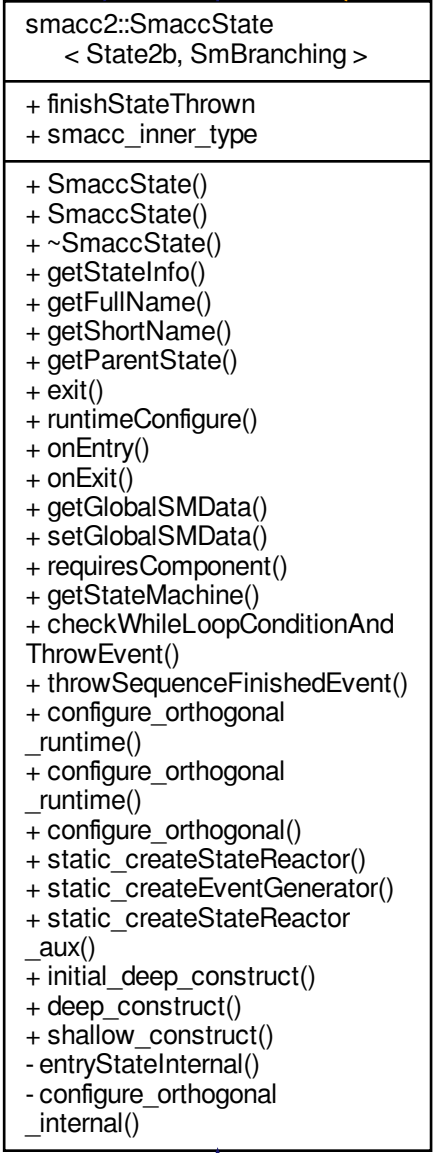 smacc2::SmaccState
< State2b, SmBranching >
+ finishStateThrown
+ smacc_inner_type
+ SmaccState()
+ SmaccState()
+ ~SmaccState()
+ getStateInfo()
+ getFullName()
+ getShortName()
+ getParentState()
+ exit()
+ runtimeConfigure()
+ onEntry()
+ onExit()
+ getGlobalSMData()
+ setGlobalSMData()
+ requiresComponent()
+ getStateMachine()
+ checkWhileLoopConditionAnd
ThrowEvent()
+ throwSequenceFinishedEvent()
+ configure_orthogonal
_runtime()
+ configure_orthogonal
_runtime()
+ configure_orthogonal()
+ static_createStateReactor()
+ static_createEventGenerator()
+ static_createStateReactor
_aux()
+ initial_deep_construct()
+ deep_construct()
+ shallow_construct()
- entryStateInternal()
- configure_orthogonal
_internal()